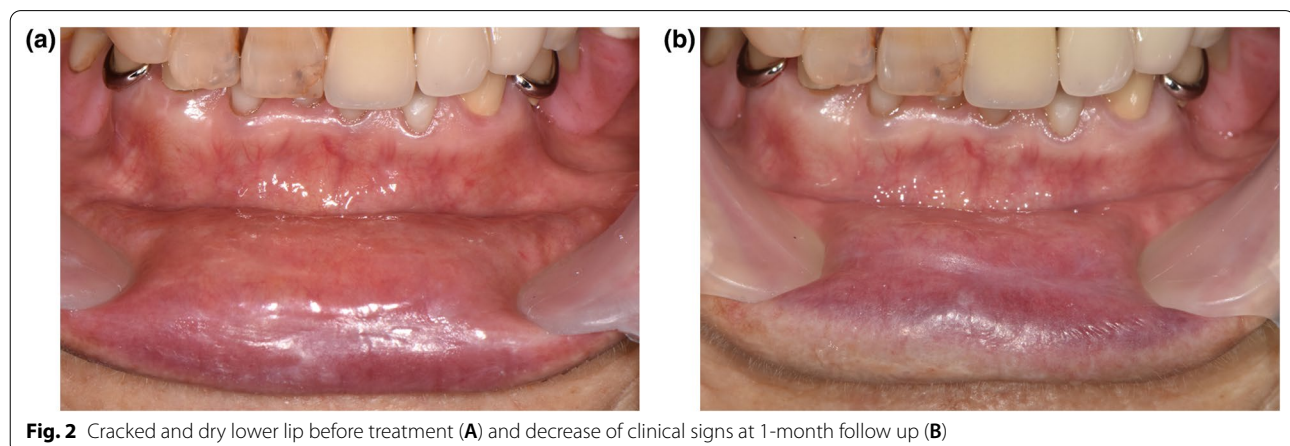 (a)
(b)
Fig. 2 Cracked and dry lower lip before treatment (A) and decrease of clinical signs at 1-month follow up (B)